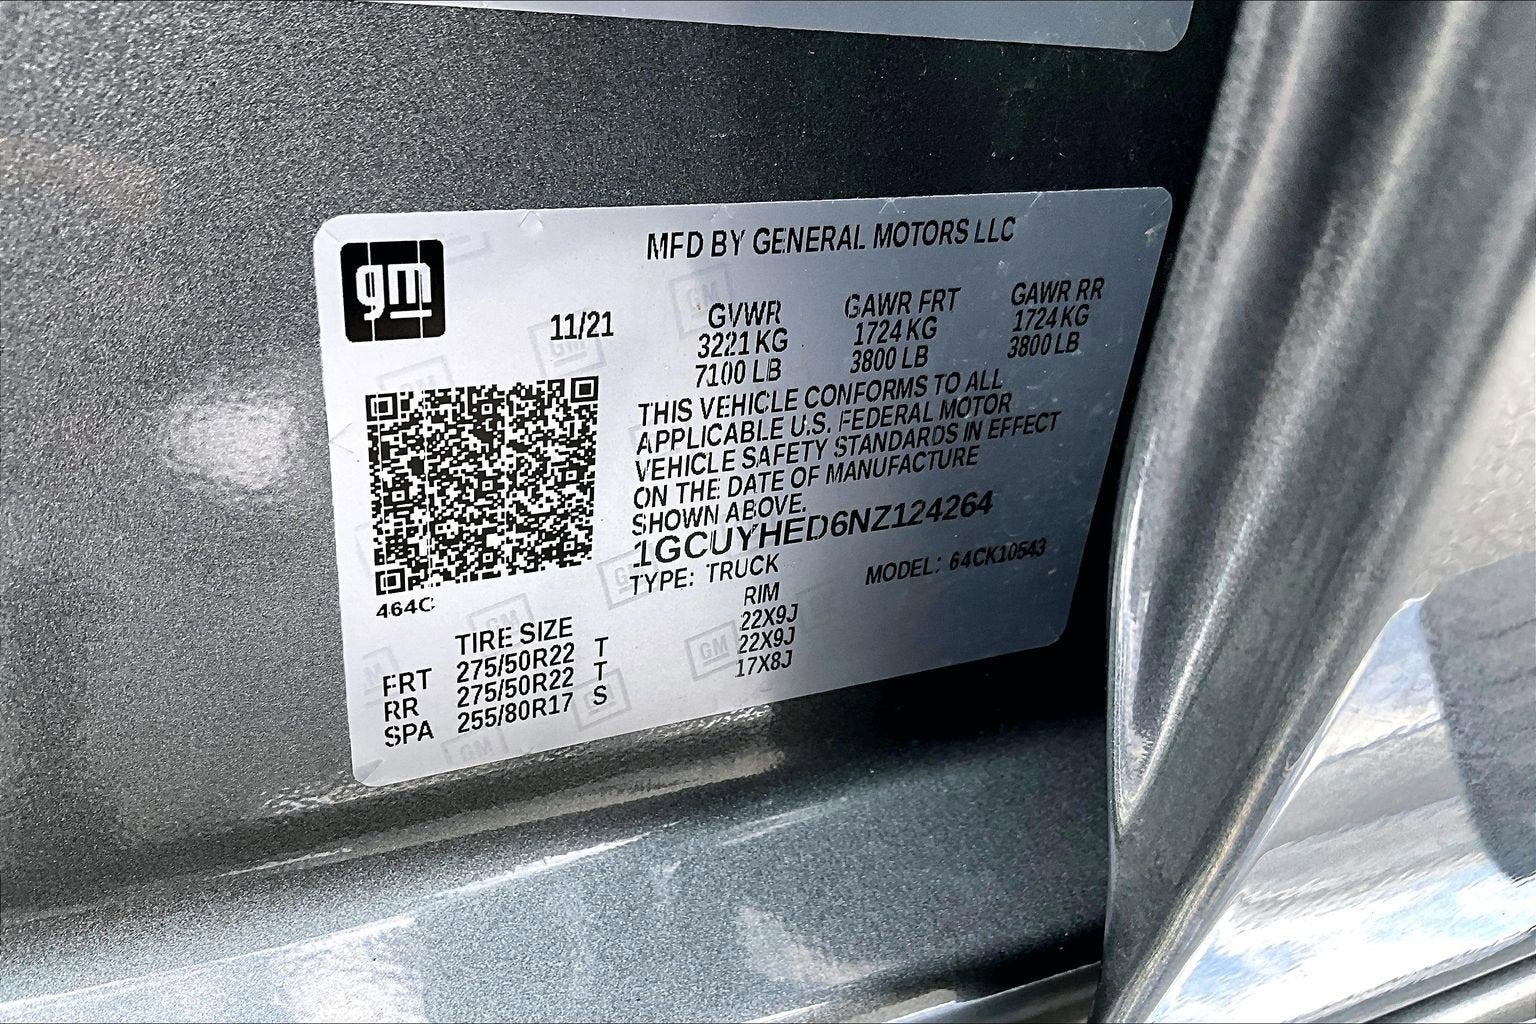 gm
MFD BY GENERAL MOTORS LLC
11/21
GVWR GAWR FRT GAWR RR
3221 KG 1724 KG 1724 KG
7100 LB 3800 LB 3800 LB
THIS VEHICLE CONFORMS TO ALL
APPLICABLE U.S. FEDERAL MOTOR
VEHICLE SAFETY STANDARDS IN EFFECT
ON THE DATE OF MANUFACTURE
SHOWN ABOVE.
1GCUYHED6NZ124264
TYPE: TRUCK MODEL: 64CK10543
464C
TIRE SIZE RIM
FRT 275/50R22 T 22X9J
RR 275/50R22 T 22X9J
SPA 255/80R17 S 17X8J